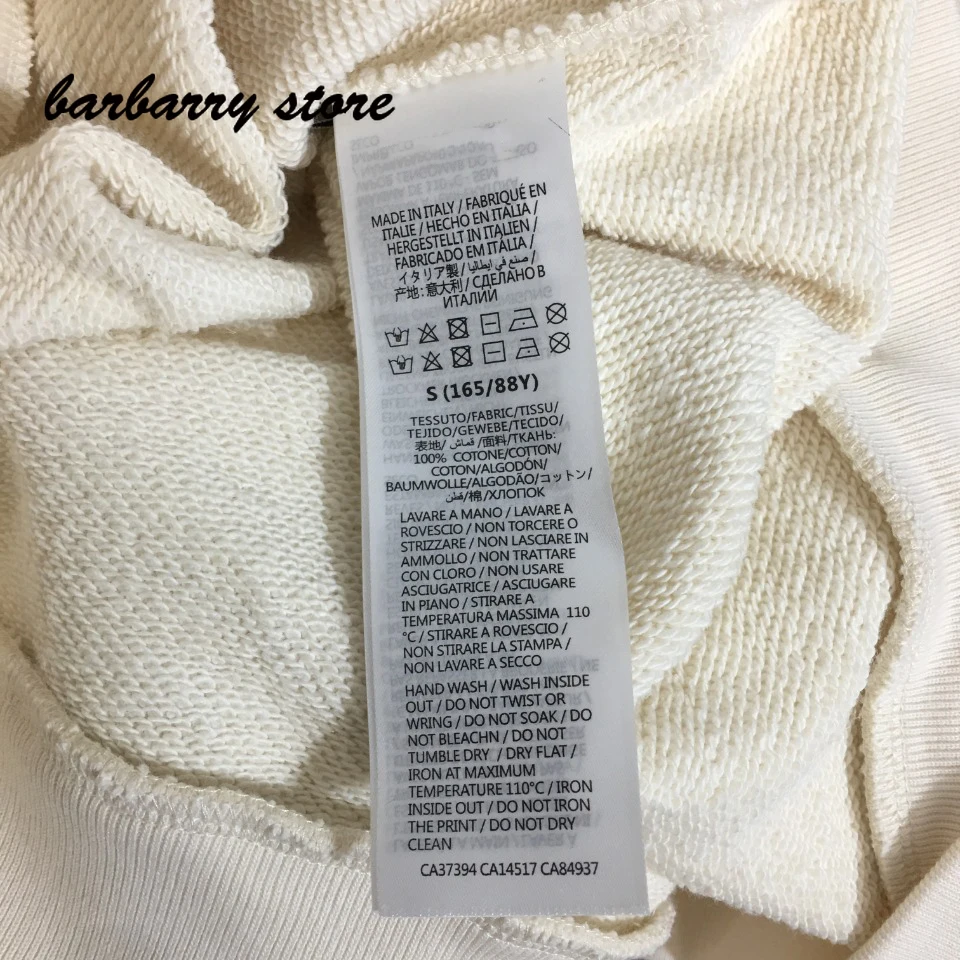 barbarry store
MADE IN ITALY / FABRIQUÉ EN
ITALIE / HECHO EN ITALIA /
HERGESTELLT IN ITALIEN /
FABRICADO EM ITÀLIA /
イタリア製 / صنع في ايطاليا /
产地: 意大利 / СДЕЛАНО В
ИТАЛИИ
S (165/88Y)
TESSUTO/FABRIC/TISSU/
TEJIDO/GEWEBE/TECIDO/
表地/ قماش /面料/ТКАНЬ:
100% COTONE/COTTON/
COTON/ALGODÓN/
BAUMWOLLE/ALGODÃO/コットン/
قطن/棉/ХЛОПОК
LAVARE A MANO / LAVARE A
ROVESCIO / NON TORCERE O
STRIZZARE / NON LASCIARE IN
AMMOLLO / NON TRATTARE
CON CLORO / NON USARE
ASCIUGATRICE / ASCIUGARE
IN PIANO / STIRARE A
TEMPERATURA MASSIMA 110
°C / STIRARE A ROVESCIO /
NON STIRARE LA STAMPA /
NON LAVARE A SECCO
HAND WASH / WASH INSIDE
OUT / DO NOT TWIST OR
WRING / DO NOT SOAK / DO
NOT BLEACHN / DO NOT
TUMBLE DRY / DRY FLAT /
IRON AT MAXIMUM
TEMPERATURE 110°C / IRON
INSIDE OUT / DO NOT IRON
THE PRINT / DO NOT DRY
CLEAN
CA37394 CA14517 CA84937